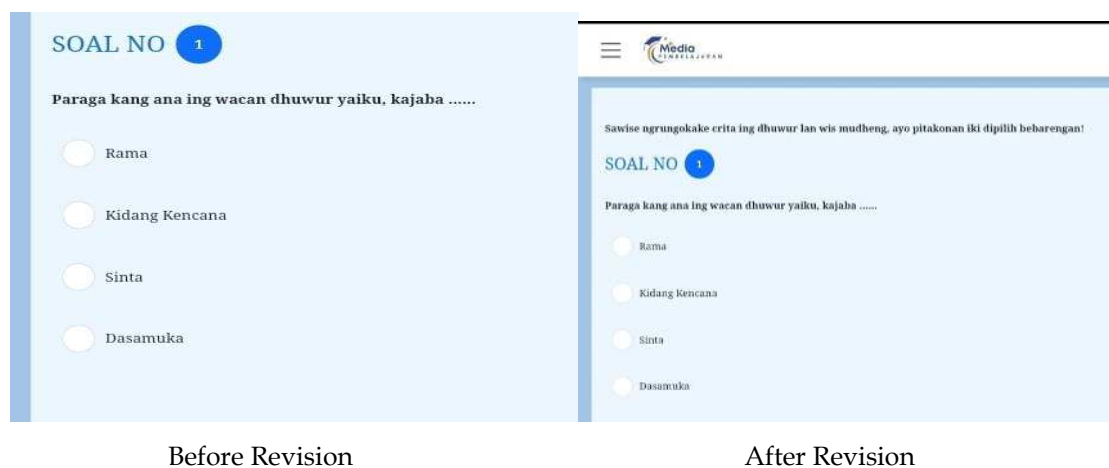 SOAL NO 1
Paraga kang ana ing wacan dhuwur yaiku, kajaba ......
Rama
Kidang Kencana
Sinta
Dasamuka
Before Revision
Media
PEMBELAJARAN
Sawise ngrungokake crita ing dhuwur lan wis mudheng, ayo pitakonan iki dipilih bebarengan!
SOAL NO 1
Paraga kang ana ing wacan dhuwur yaiku, kajaba ......
Rama
Kidang Kencana
Sinta
Dasamuka
After Revision